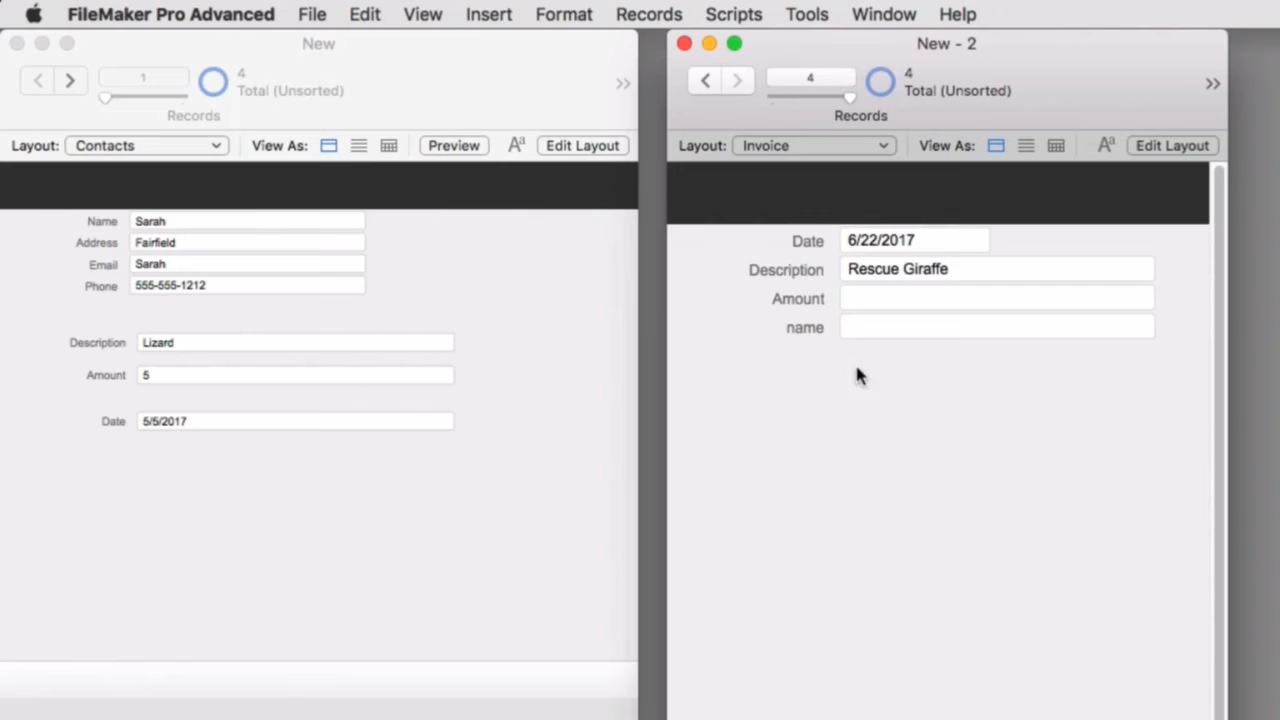 FileMaker Pro Advanced File Edit View Insert Format Records Scripts Tools Window Help
New
1
4
Total (Unsorted)
Records
Layout: Contacts View As: Preview Aa Edit Layout
Name Sarah
Address Fairfield
Email Sarah
Phone 555-555-1212
Description Lizard
Amount 5
Date 5/5/2017
New - 2
4
4
Total (Unsorted)
Records
Layout: Invoice View As: Aa Edit Layout
Date 6/22/2017
Description Rescue Giraffe
Amount
name